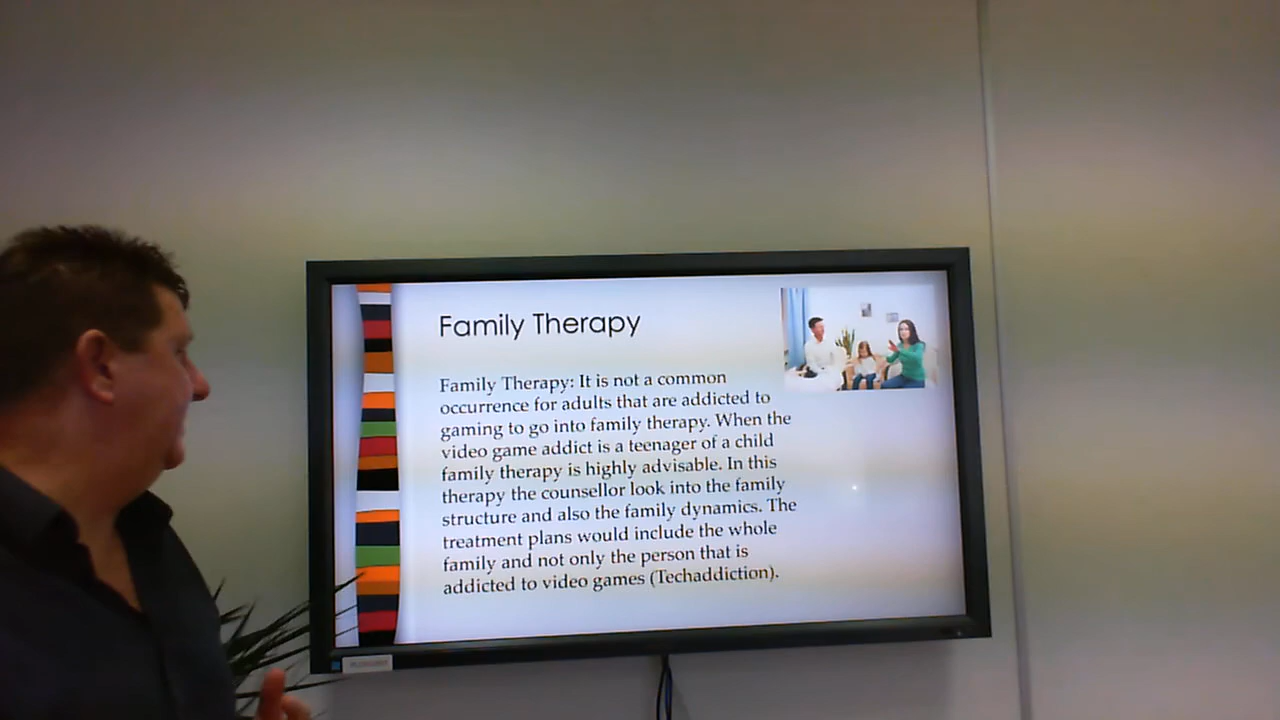 Family Therapy
Family Therapy: It is not a common
occurrence for adults that are addicted to
gaming to go into family therapy. When the
video game addict is a teenager of a child
family therapy is highly advisable. In this
therapy the counsellor look into the family
structure and also the family dynamics. The
treatment plans would include the whole
family and not only the person that is
addicted to video games (Techaddiction).